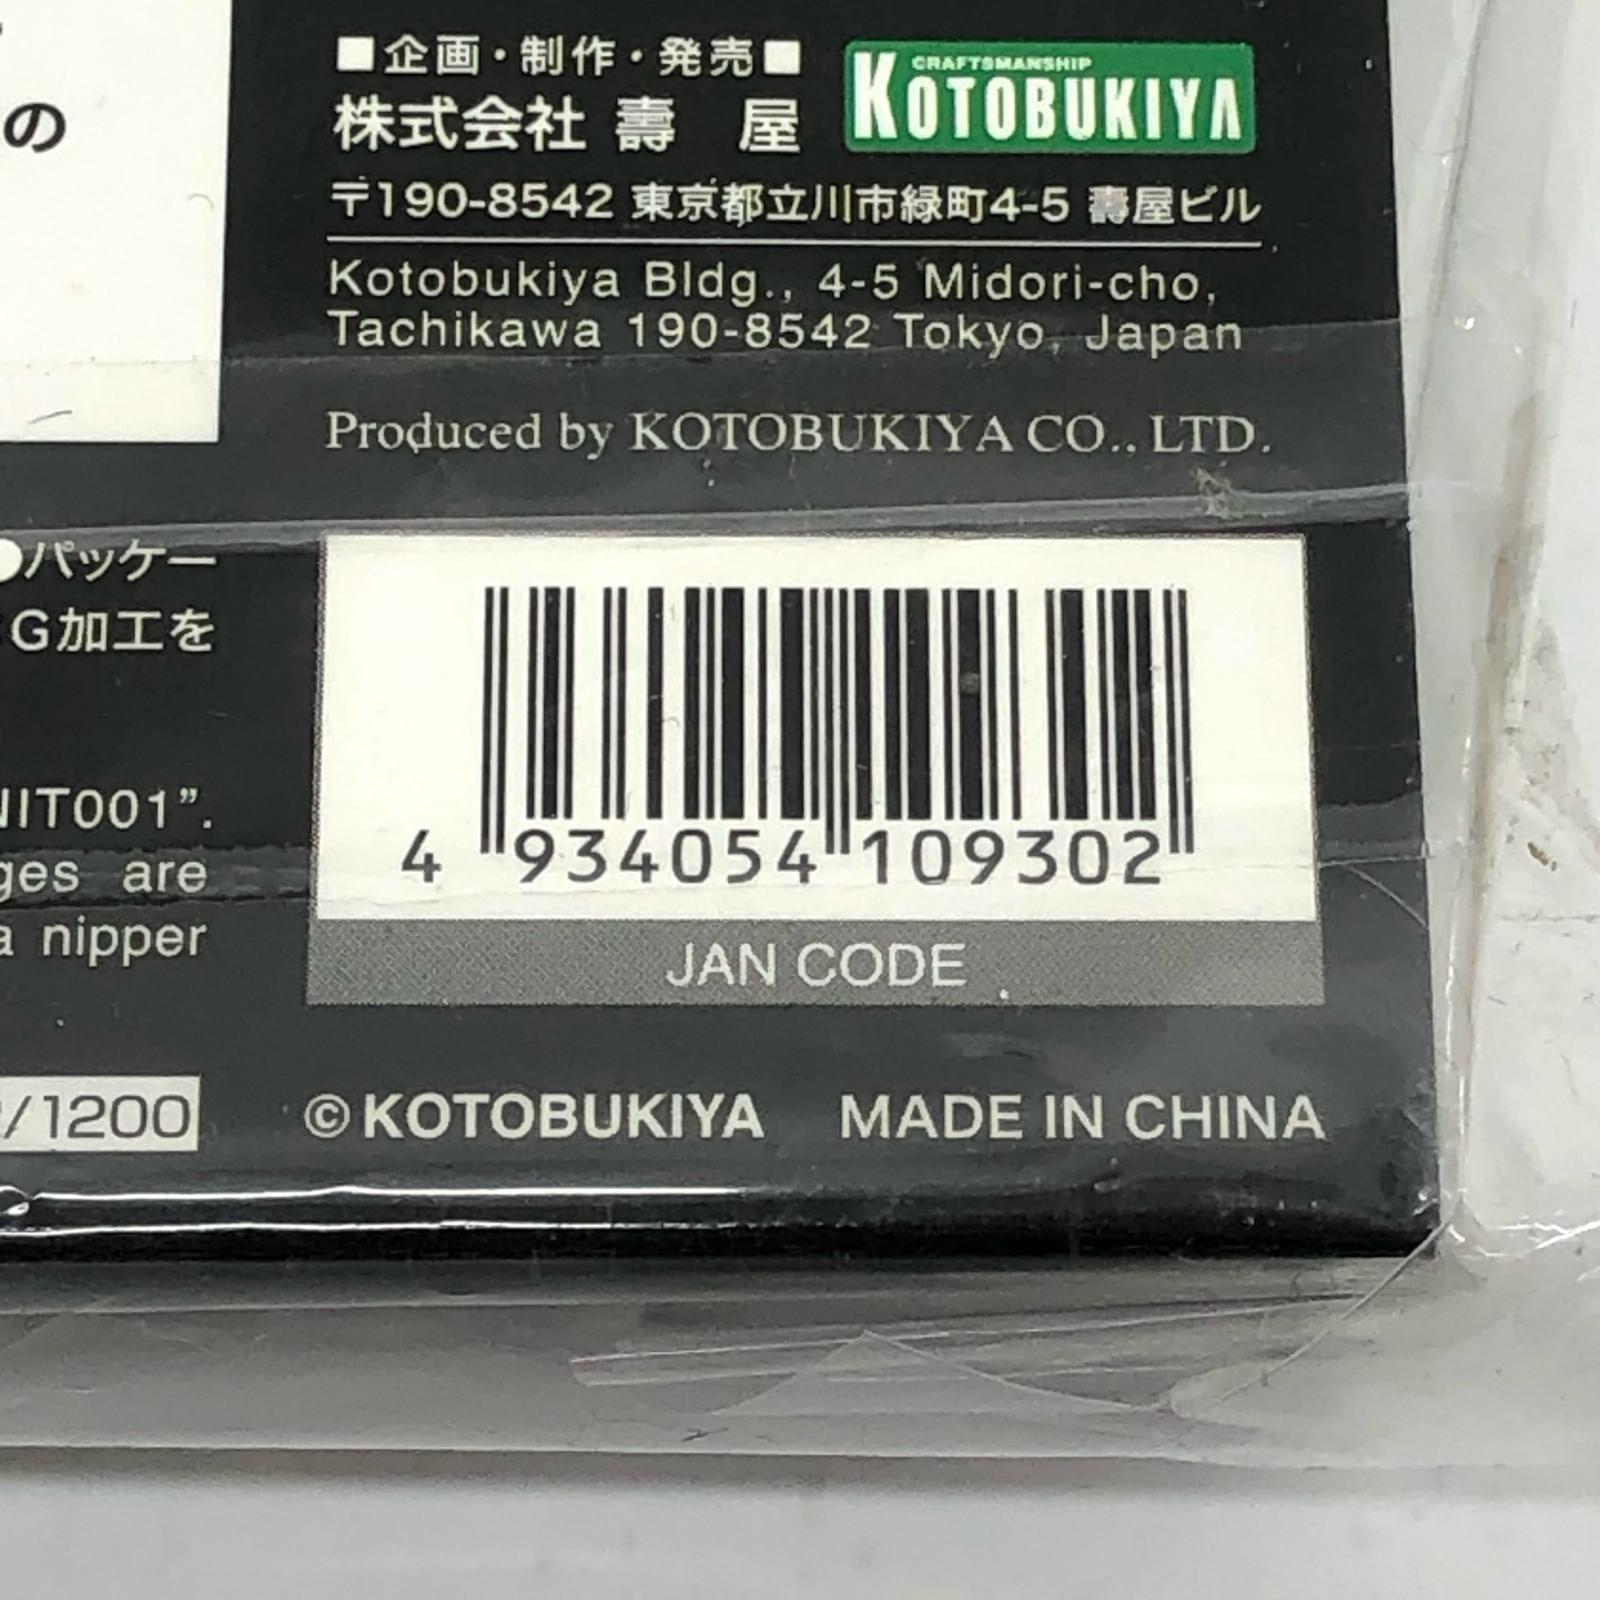 の
■企画・制作・発売■
株式会社 壽 屋
CRAFTSMANSHIP
KOTOBUKIYA
〒190-8542 東京都立川市緑町4-5 壽屋ビル
Kotobukiya Bldg., 4-5 Midori-cho,
Tachikawa 190-8542 Tokyo, Japan
Produced by KOTOBUKIYA CO., LTD.
●パッケー
G加工を
NIT001”.
ges are
a nipper
4 934054 109302
JAN CODE
/1200
©KOTOBUKIYA MADE IN CHINA